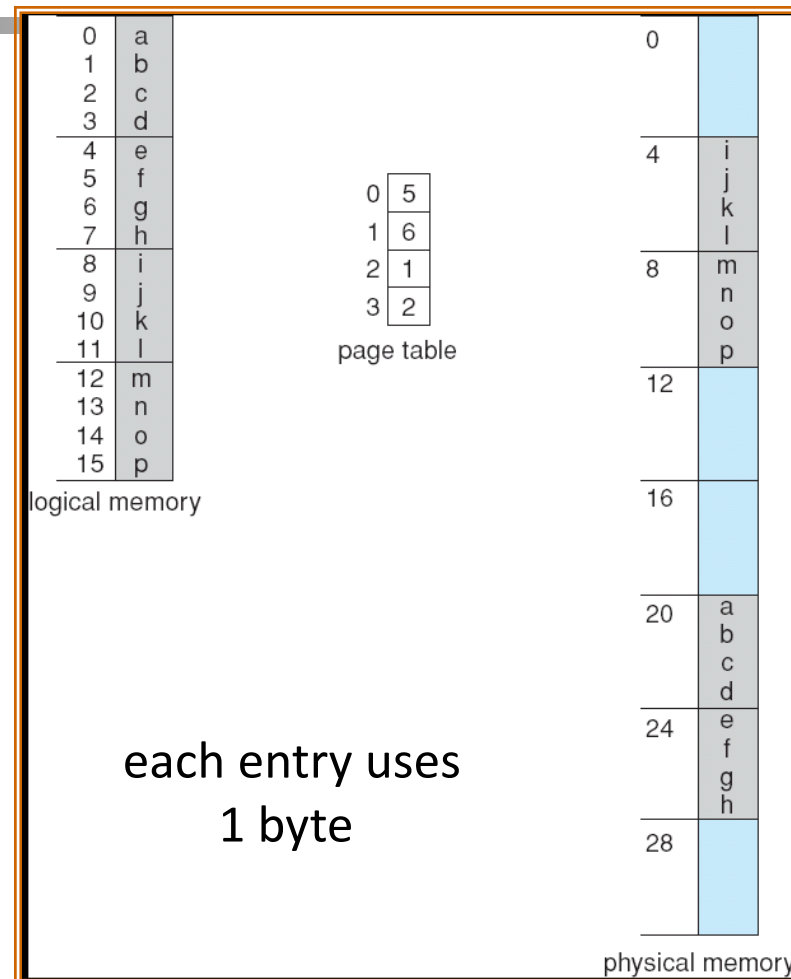 0 a
1 b
2 c
3 d
4 e
5 f
6 g
7 h
8 i
9 j
10 k
11 l
12 m
13 n
14 o
15 p
logical memory
0 5
1 6
2 1
3 2
page table
0
4 i
j
k
l
8 m
n
o
p
12
16
20 a
b
c
d
24 e
f
g
h
28
physical memory
each entry uses
1 byte